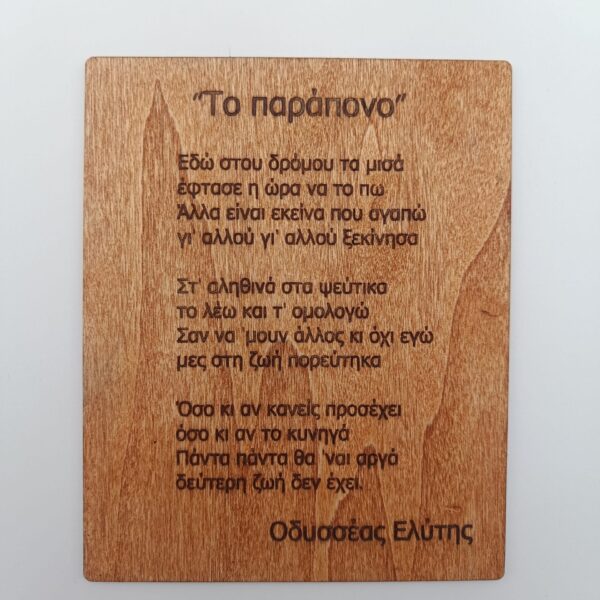 “Το παράπονο”
Εδώ στου δρόμου τα μισά
έφτασε η ώρα να το πω
Άλλα είναι εκείνα που αγαπώ
γι' αλλού γι' αλλού ξεκίνησα
Στ' αληθινά στα ψεύτικα
το λέω και τ' ομολογώ
Σαν να 'μουν άλλος κι όχι εγώ
μες στη ζωή πορεύτηκα
Όσο κι αν κανείς προσέχει
όσο κι αν το κυνηγά
Πάντα πάντα θα 'ναι αργά
δεύτερη ζωή δεν έχει.
Οδυσσέας Ελύτης